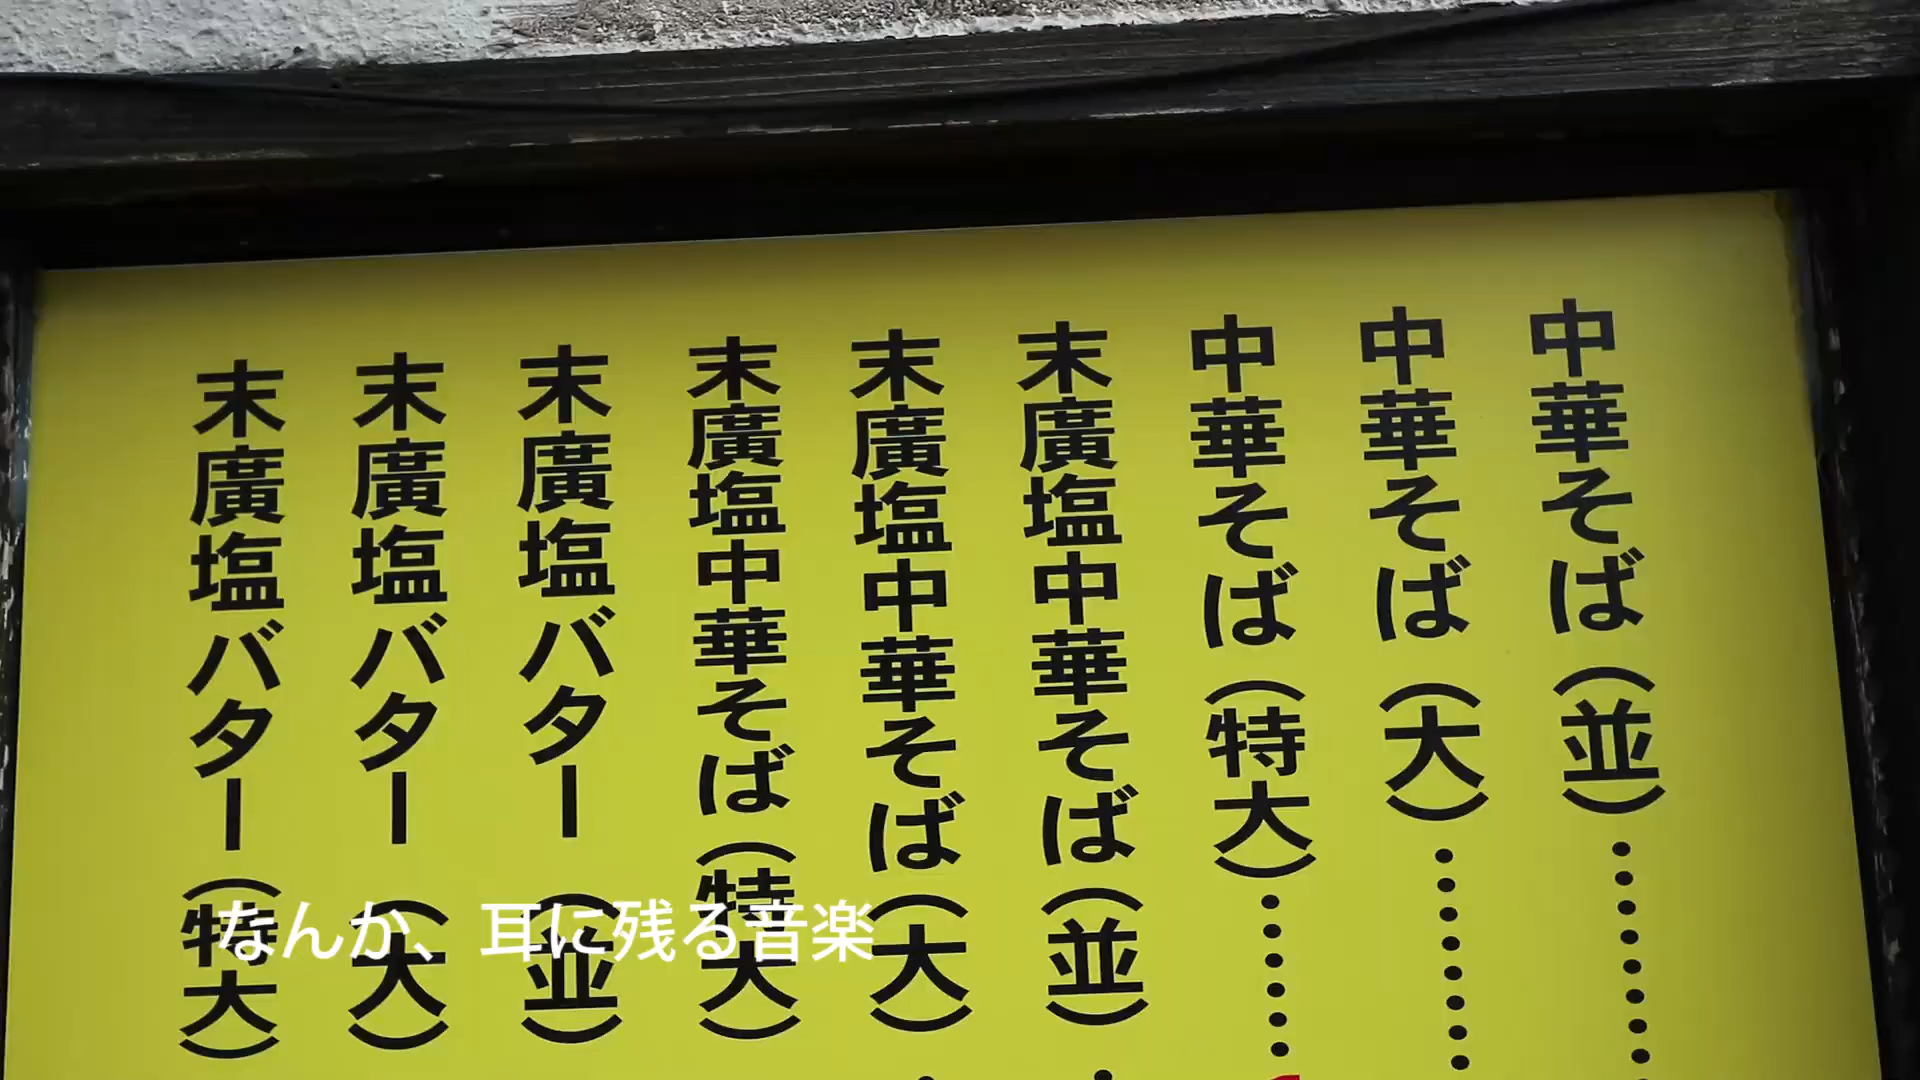 中華そば（並）
中華そば（大）
中華そば（特大）
末廣塩中華そば（並）
末廣塩中華そば（大）
末廣塩中華そば（特大）
末廣塩バター（並）
末廣塩バター（大）
末廣塩バター（特大）
なんか、耳に残る音楽